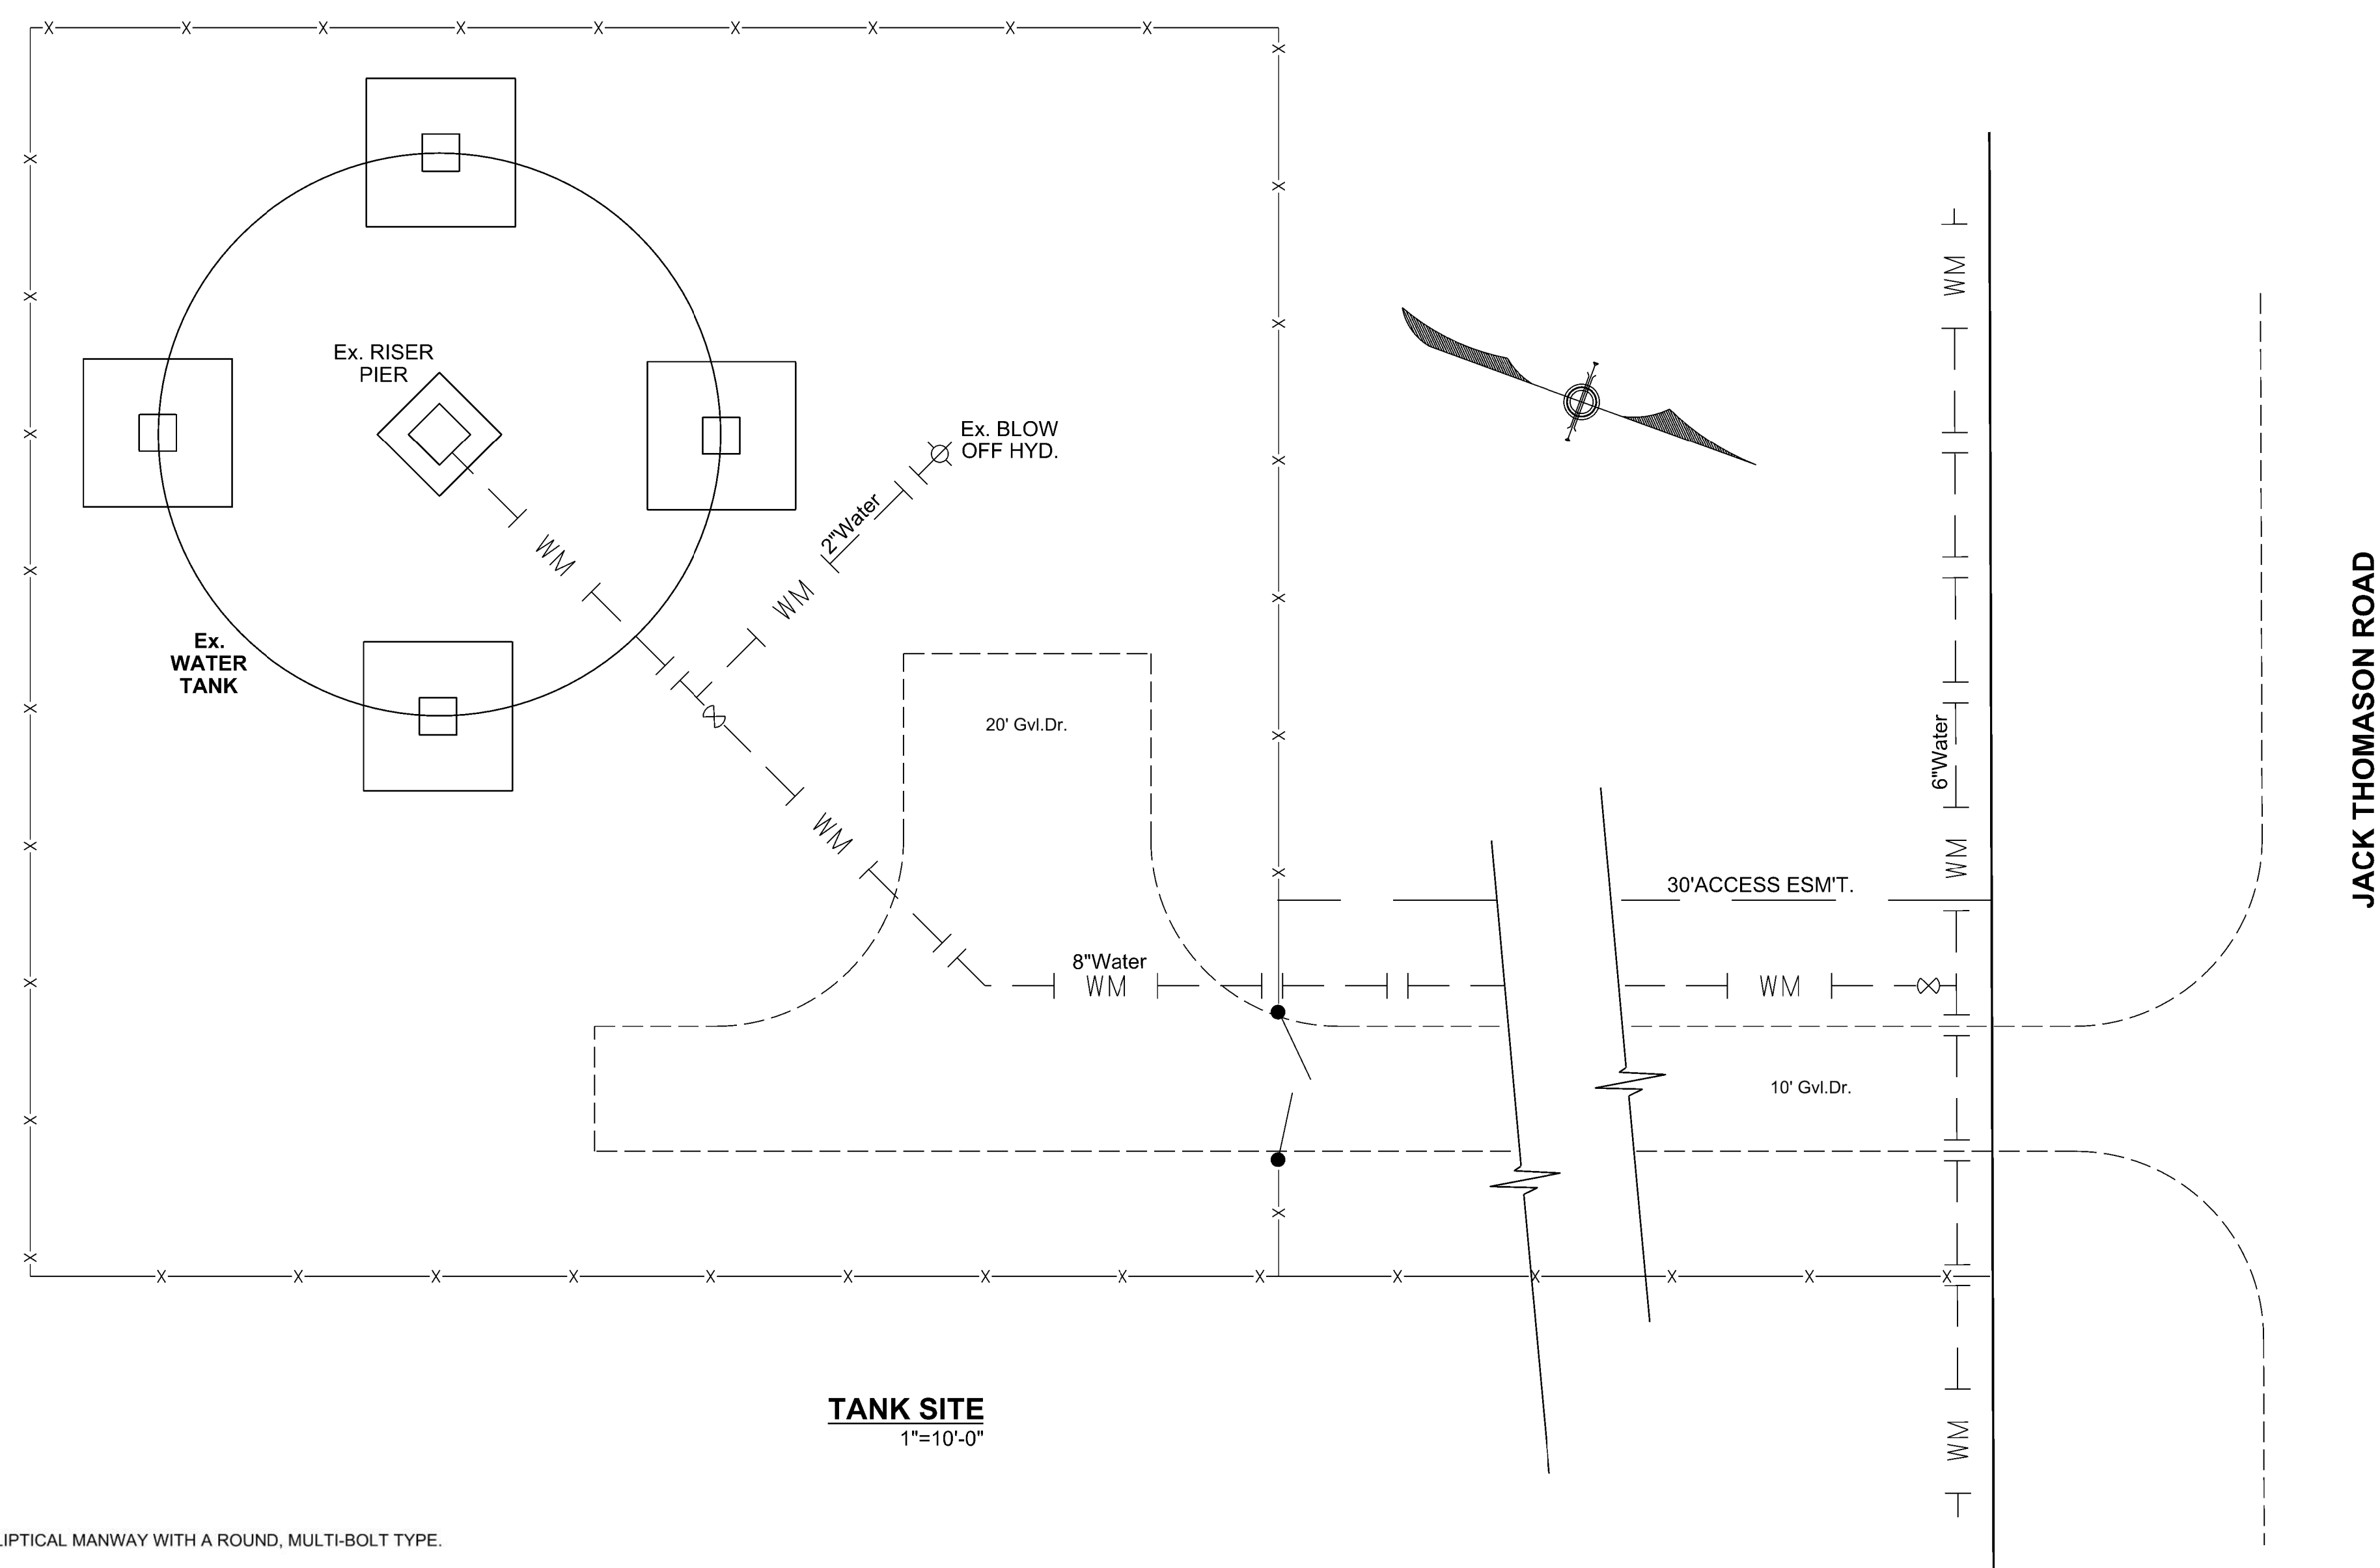 Ex. RISER
PIER
Ex. BLOW
OFF HYD.
2"Water
WM
WM
WM
Ex.
WATER
TANK
20' Gvl.Dr.
WM
8"Water
WM
30'ACCESS ESM'T.
WM
10' Gvl.Dr.
6"Water
WM
WM
JACK THOMASON ROAD
TANK SITE
1"=10'-0"
LIPTICAL MANWAY WITH A ROUND, MULTI-BOLT TYPE.